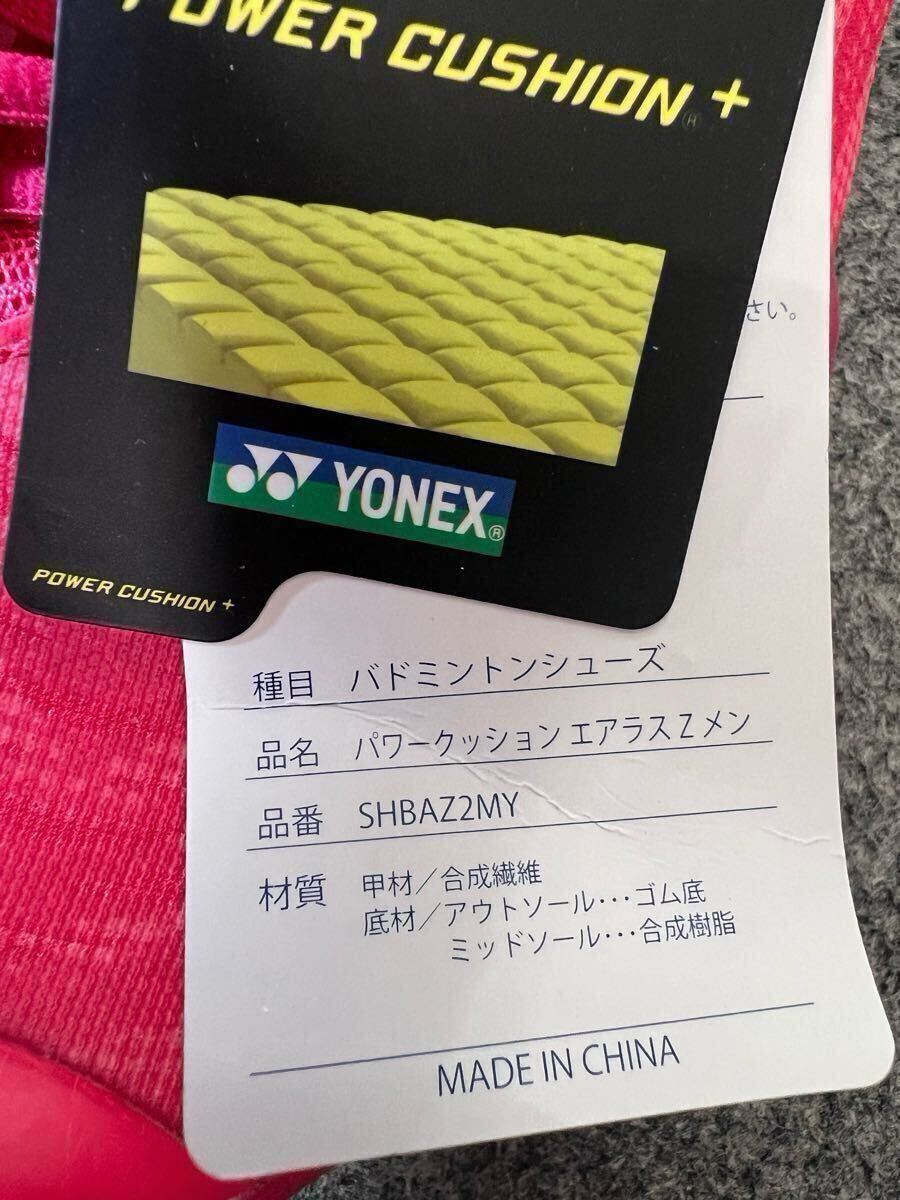 POWER CUSHION®+
さい。
YONEX®
POWER CUSHION+
種目 バドミントンシューズ
品名 パワークッション エアラス Z メン
品番 SHBAZ2MY
材質 甲材/合成繊維
底材/アウトソール・・・ゴム底
ミッドソール・・・合成樹脂
MADE IN CHINA